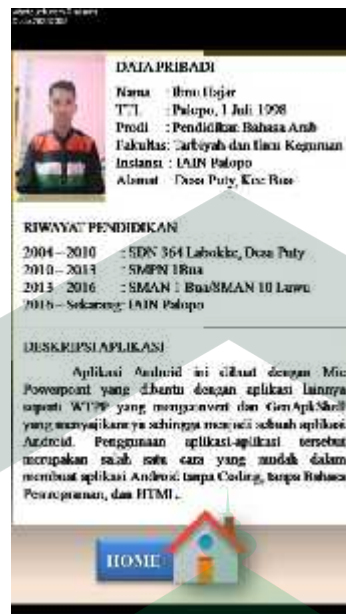 DATA PRIBADI
Nama : Ibnu Hajar
TTL : Palopo, 1 Juli 1998
Prodi : Pendidikan Bahasa Arab
Fakultas: Tarbiyah dan Ilmu Keguruan
Instansi : IAIN Palopo
Alamat : Desa Puty, Kec Bua
RIWAYAT PENDIDIKAN
2004 – 2010 : SDN 364 Labokke, Desa Puty
2010 – 2013 : SMPN 1Bua
2013 – 2016 : SMAN 1 Bua/SMAN 10 Luwu
2016 – Sekarang: IAIN Palopo
DESKRIPSI APLIKASI
Aplikasi Android ini dibuat dengan Mic
Powerpoint yang dibantu dengan aplikasi lainnya
seperti yang mengconvert dan
yang menyajikannya sehingga menjadi sebuah aplikasi
Android. Penggunaan aplikasi-aplikasi tersebut
merupakan salah satu cara yang mudah dalam
membuat aplikasi Android tanpa Coding, tanpa Bahasa
Pemrograman, dan HTML.
HOME